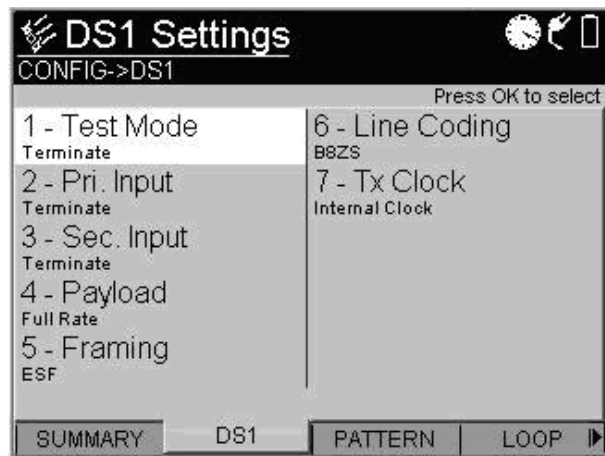 DS1 Settings
CONFIG->DS1
Press OK to select
1 - Test Mode
Terminate
2 - Pri. Input
Terminate
3 - Sec. Input
Terminate
4 - Payload
Full Rate
5 - Framing
ESF
6 - Line Coding
B8ZS
7 - Tx Clock
Internal Clock
SUMMARY DS1 PATTERN LOOP